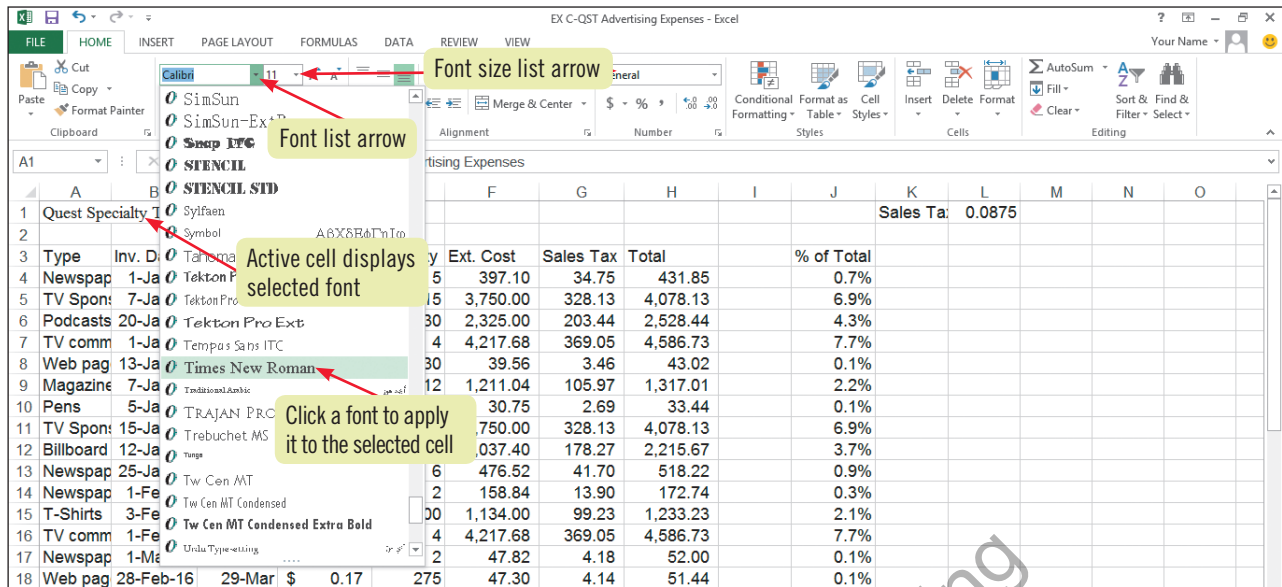 EX C-QST Advertising Expenses - Excel ?
FILE HOME INSERT PAGE LAYOUT FORMULAS DATA REVIEW VIEW Your Name
Cut Calibri 11 Font size list arrow AutoSum
Copy Merge & Center $ % , Fill
Paste Format Painter Conditional Formatting Format as Table Cell Styles Insert Delete Format Clear Sort & Filter Find & Select
Clipboard Alignment Number Styles Cells Editing
SimSun
Font list arrow
Snap ITC
STENCIL
STENCIL STD
Sylfaen
Symbol
Active cell displays
selected font
Tekton Pro Ext
Tempus Sans ITC
Times New Roman
Traditional Arabic
Click a font to apply
it to the selected cell
Trebuchet MS
Tunga
Tw Cen MT
Tw Cen MT Condensed
Tw Cen MT Condensed Extra Bold
Urdu Typesetting
A1 Expenses
A B F G H I J K L M N O
1 Quest Specialty Sales 0.0875
2
3 Type Inv. Ext. Cost Sales Tax Total % of Total
4 1-Ja 5 397.10 34.75 431.85 0.7%
5 TV 7-Ja 15 3,750.00 328.13 4,078.13 6.9%
6 Podcasts 20-Ja 30 2,325.00 203.44 2,528.44 4.3%
7 TV comm 1-Ja 4 4,217.68 369.05 4,586.73 7.7%
8 Web pag 13-Ja 30 39.56 3.46 43.02 0.1%
9 Magazine 7-Ja 12 1,211.04 105.97 1,317.01 2.2%
10 Pens 5-Ja 30.75 2.69 33.44 0.1%
11 TV 15-Ja 750.00 328.13 4,078.13 6.9%
12 Billboard 12-Ja 037.40 178.27 2,215.67 3.7%
13 Newspap 25-Ja 6 476.52 41.70 518.22 0.9%
14 Newspap 1-Fe 2 158.84 13.90 172.74 0.3%
15 T-Shirts 3-Fe 00 1,134.00 99.23 1,233.23 2.1%
16 TV comm 1-Fe 4 4,217.68 369.05 4,586.73 7.7%
17 Newspap 1-Ma 2 47.82 4.18 52.00 0.1%
18 Web pag 28-Feb-16 29-Mar $ 0.17 275 47.30 4.14 51.44 0.1%